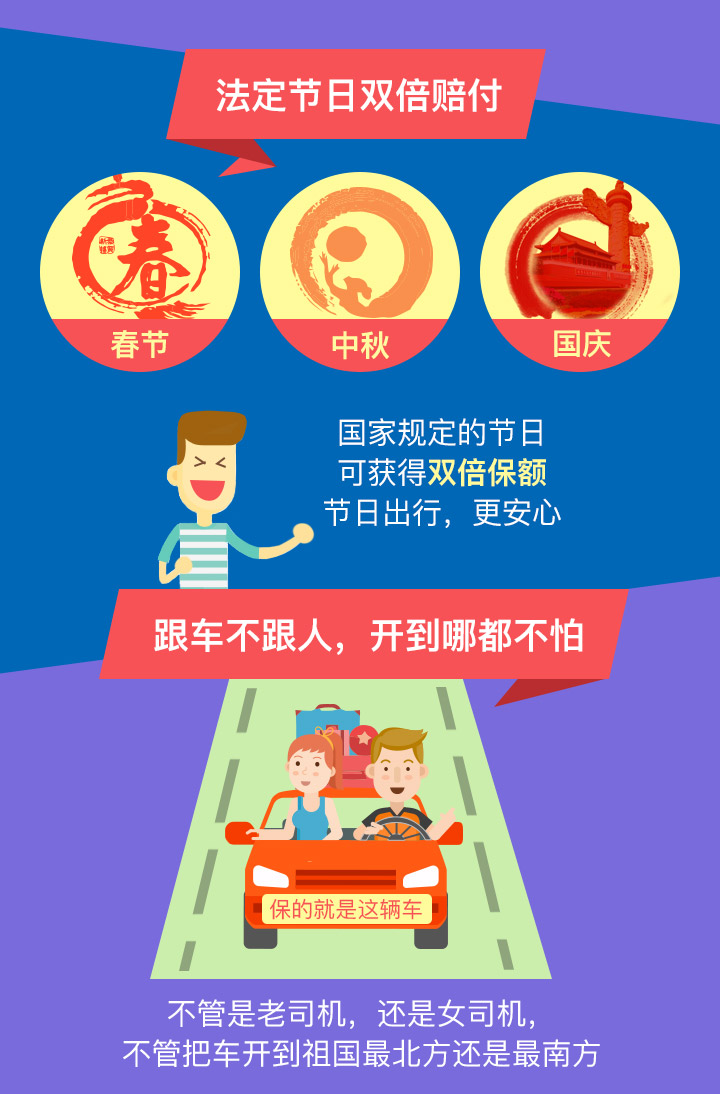 法定节日双倍赔付
春
春节
中秋
国庆
国家规定的节日
可获得双倍保额
节日出行，更安心
跟车不跟人，开到哪都不怕
保的就是这辆车
不管是老司机，还是女司机，
不管把车开到祖国最北方还是最南方